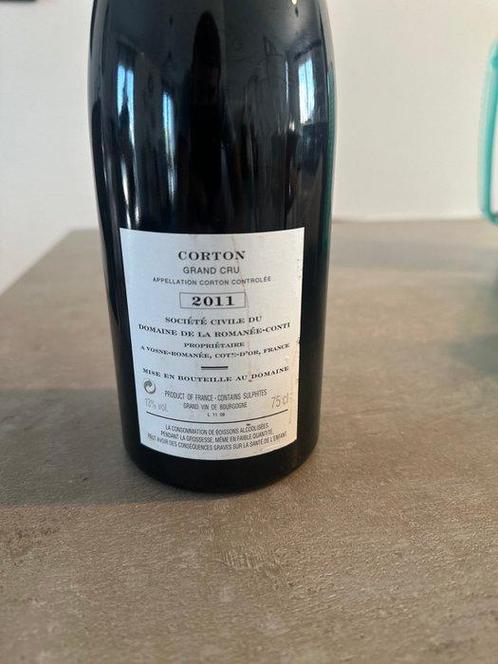 CORTON
GRAND CRU
APPELLATION CORTON CONTRÔLÉE
2011
SOCIÉTÉ CIVILE DU
DOMAINE DE LA ROMANÉE-CONTI
PROPRIÉTAIRE
A VOSNE-ROMANÉE, COTE-D'OR, FRANCE
MISE EN BOUTEILLE AU DOMAINE
PRODUCT OF FRANCE - CONTAINS SULPHITES
13% vol. GRAND VIN DE BOURGOGNE 75 cl
L 11 08
LA CONSOMMATION DE BOISSONS ALCOOLISÉES
PENDANT LA GROSSESSE, MÊME EN FAIBLE QUANTITÉ,
PEUT AVOIR DES CONSÉQUENCES GRAVES SUR LA SANTÉ DE L'ENFANT.